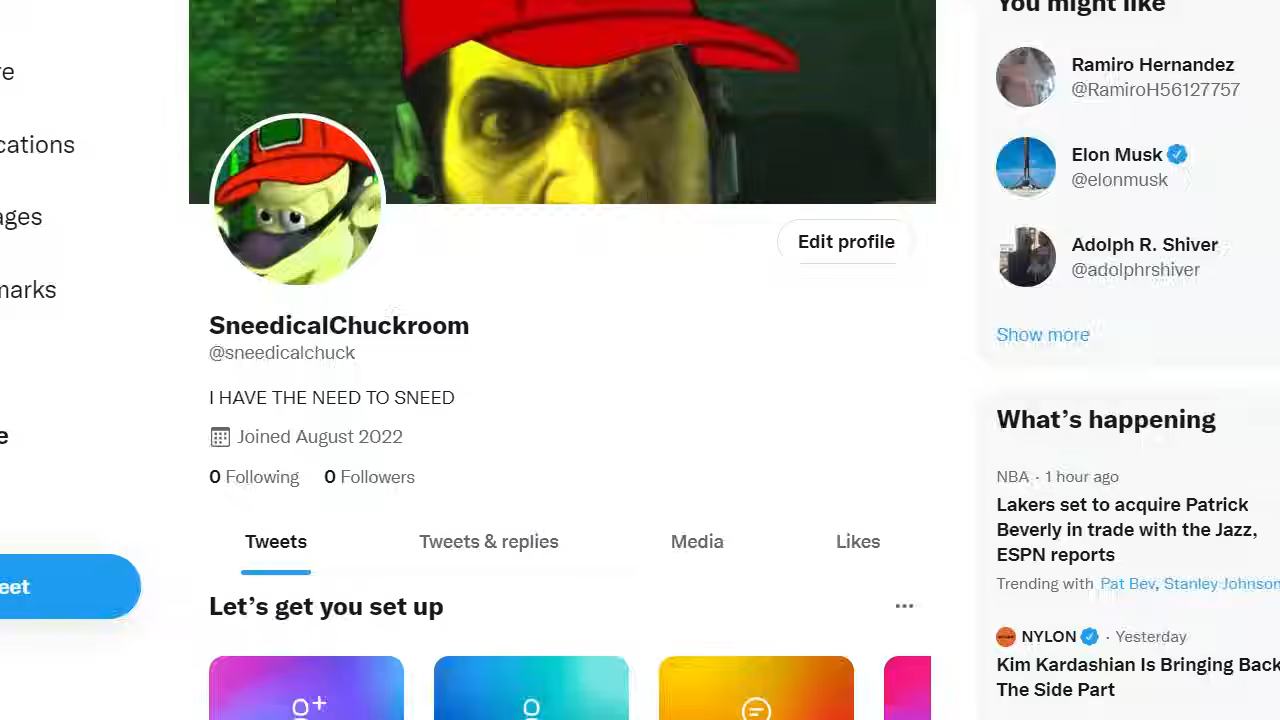 You might like
Ramiro Hernandez
@RamiroH56127757
Elon Musk
@elonmusk
Adolph R. Shiver
@adolphrshiver
Show more
re
cations
ages
marks
e
eet
Edit profile
SneedicalChuckroom
@sneedicalchuck
I HAVE THE NEED TO SNEED
Joined August 2022
0 Following 0 Followers
Tweets Tweets & replies Media Likes
Let’s get you set up
What’s happening
NBA · 1 hour ago
Lakers set to acquire Patrick
Beverly in trade with the Jazz,
ESPN reports
Trending with Pat Bev, Stanley Johnson
NYLON · Yesterday
Kim Kardashian Is Bringing Back
The Side Part